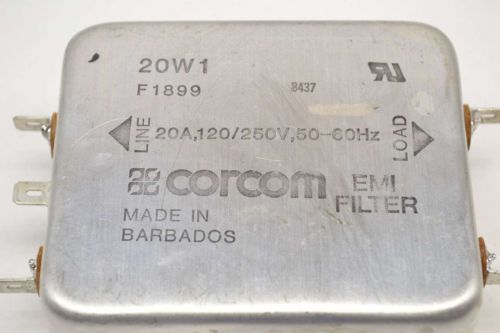 20W1
F1899 8437
LINE 20A,120/250V,50-60Hz LOAD
corcom EMI
FILTER
MADE IN
BARBADOS